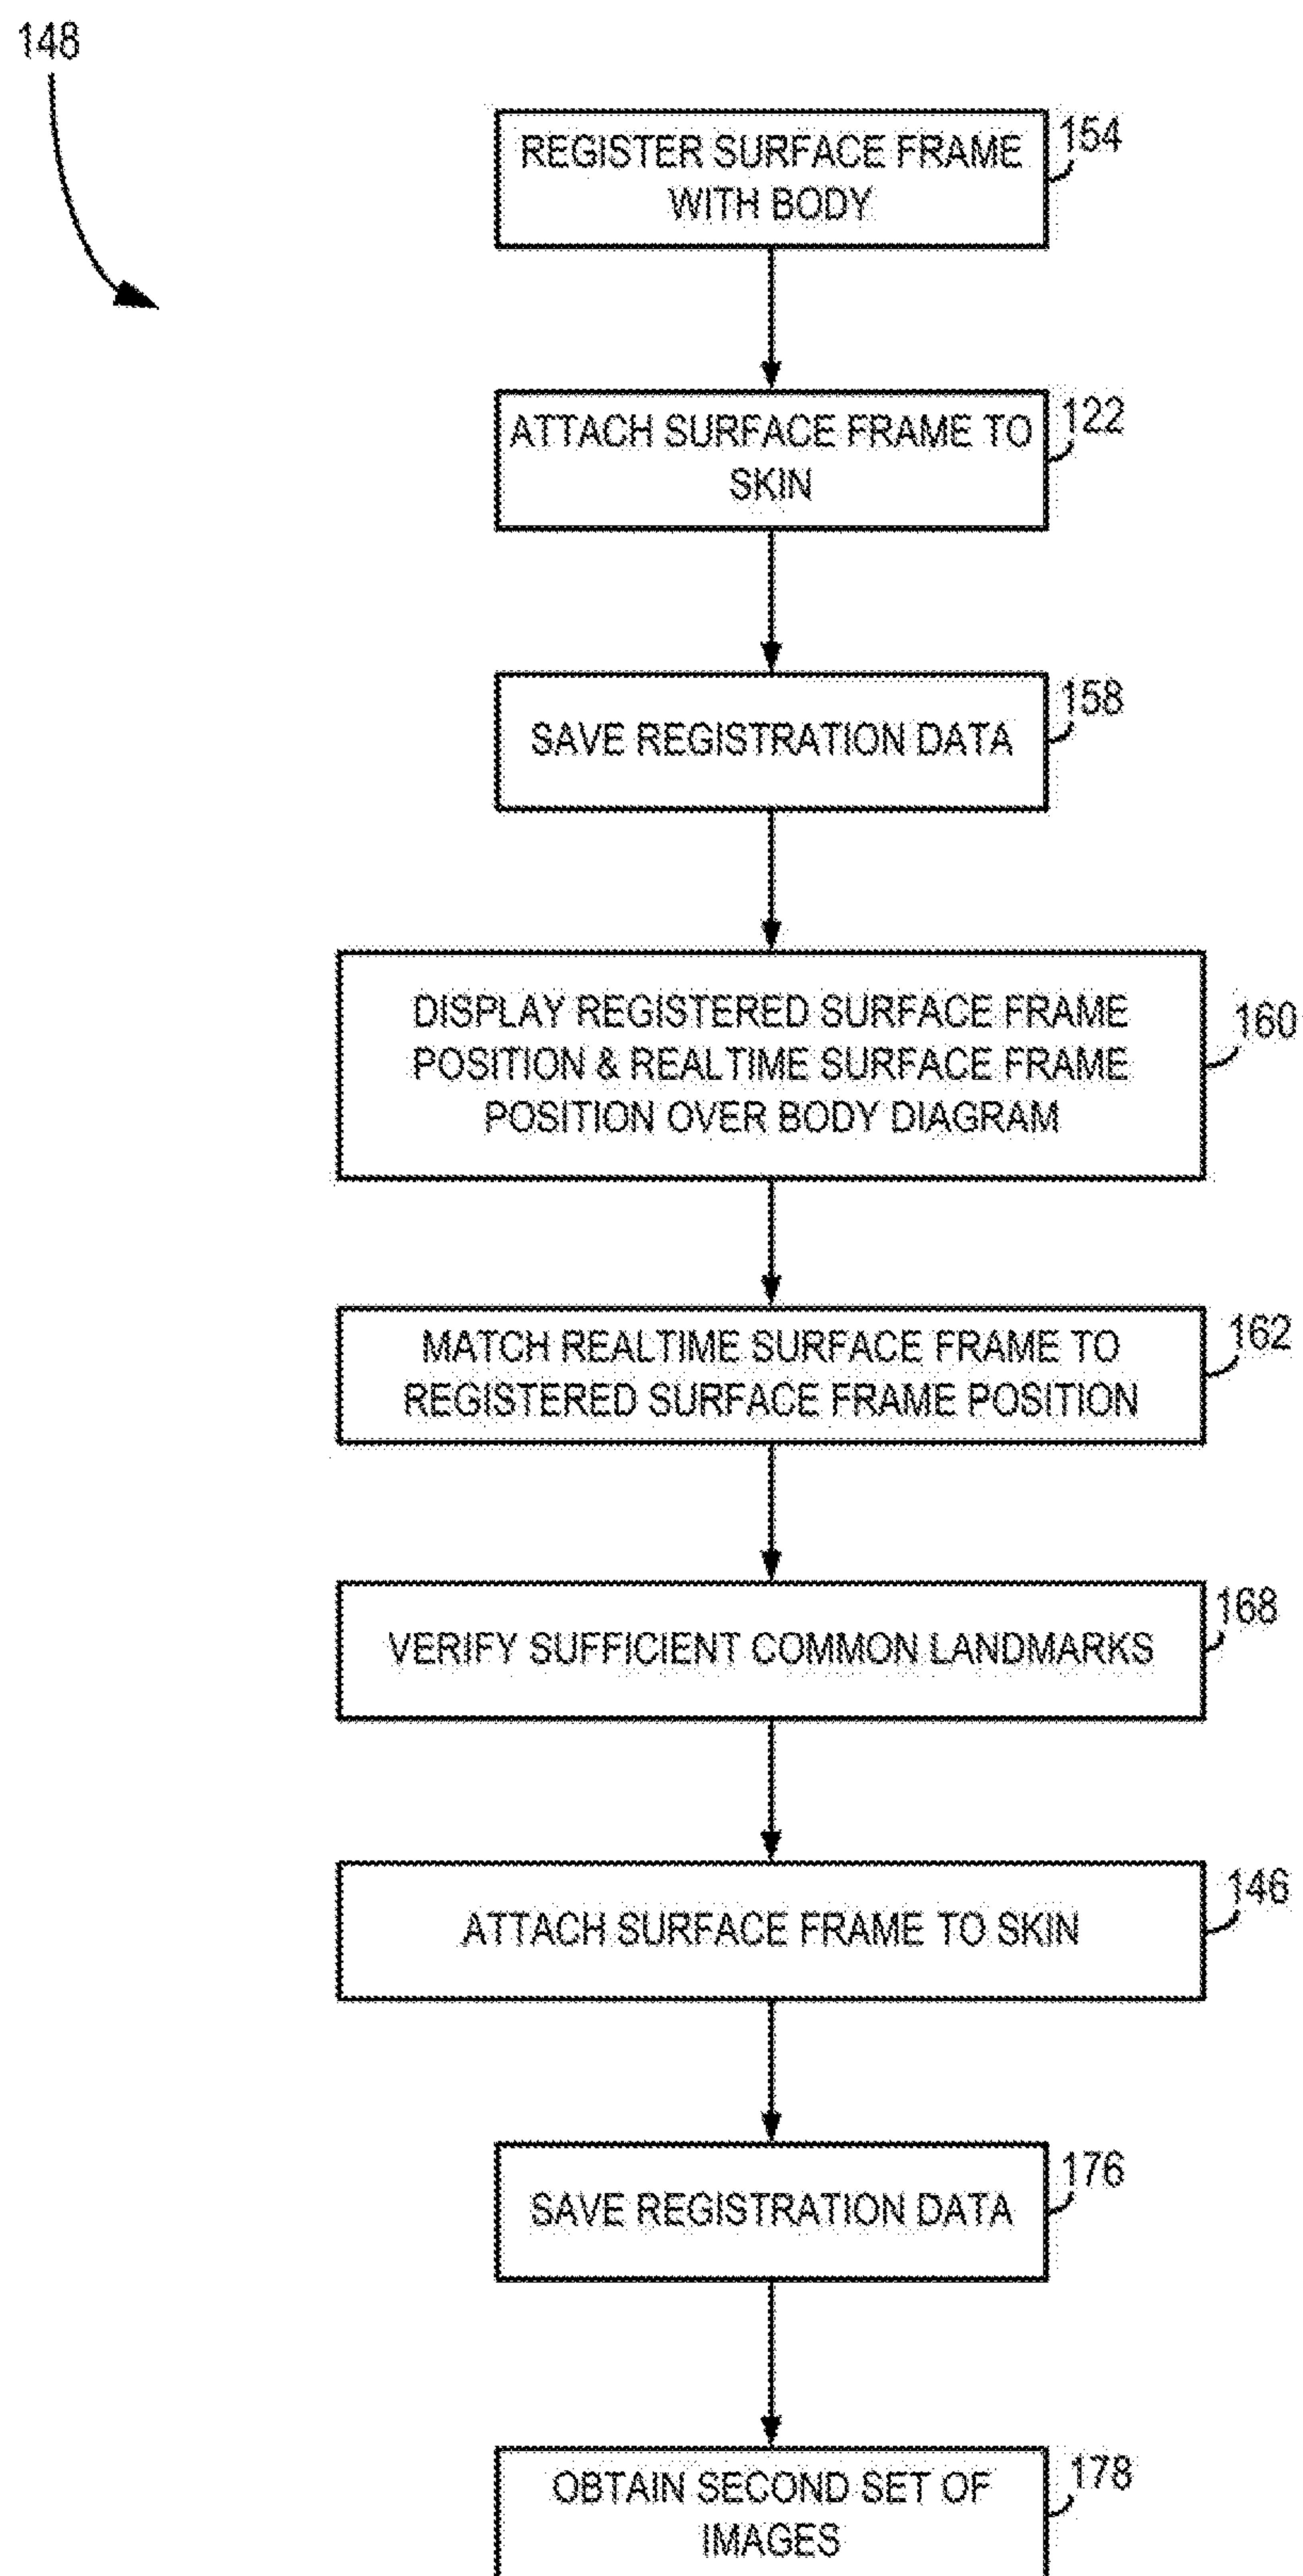 148
REGISTER SURFACE FRAME
WITH BODY
154
ATTACH SURFACE FRAME TO
SKIN
122
SAVE REGISTRATION DATA
158
DISPLAY REGISTERED SURFACE FRAME
POSITION & REALTIME SURFACE FRAME
POSITION OVER BODY DIAGRAM
160
MATCH REALTIME SURFACE FRAME TO
REGISTERED SURFACE FRAME POSITION
162
VERIFY SUFFICIENT COMMON LANDMARKS
168
ATTACH SURFACE FRAME TO SKIN
146
SAVE REGISTRATION DATA
176
OBTAIN SECOND SET OF
IMAGES
178